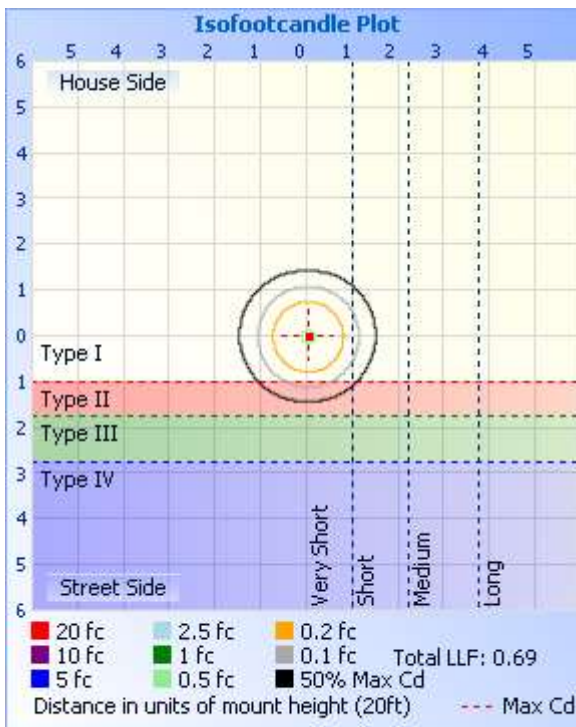 Isofootcandle Plot
5 4 3 2 1 0 1 2 3 4 5
6
House Side
5
4
3
2
1
0
Type I
1
Type II
2
Type III
3
Type IV
4
5
Street Side
6
Very Short
Short
Medium
Long
20 fc 2.5 fc 0.2 fc
10 fc 1 fc 0.1 fc Total LLF: 0.69
5 fc 0.5 fc 50% Max Cd
Distance in units of mount height (20ft) --- Max Cd